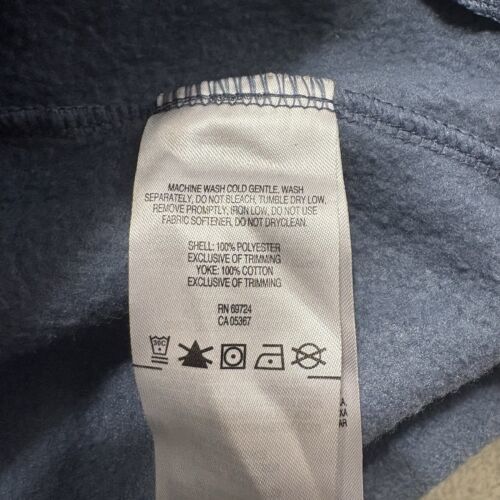 MACHINE WASH COLD GENTLE. WASH
SEPARATELY, DO NOT BLEACH, TUMBLE DRY LOW,
REMOVE PROMPTLY, IRON LOW, DO NOT USE
FABRIC SOFTENER, DO NOT DRYCLEAN.
SHELL: 100% POLYESTER
EXCLUSIVE OF TRIMMING
YOKE: 100% COTTON
EXCLUSIVE OF TRIMMING
RN 69724
CA 05367
30C